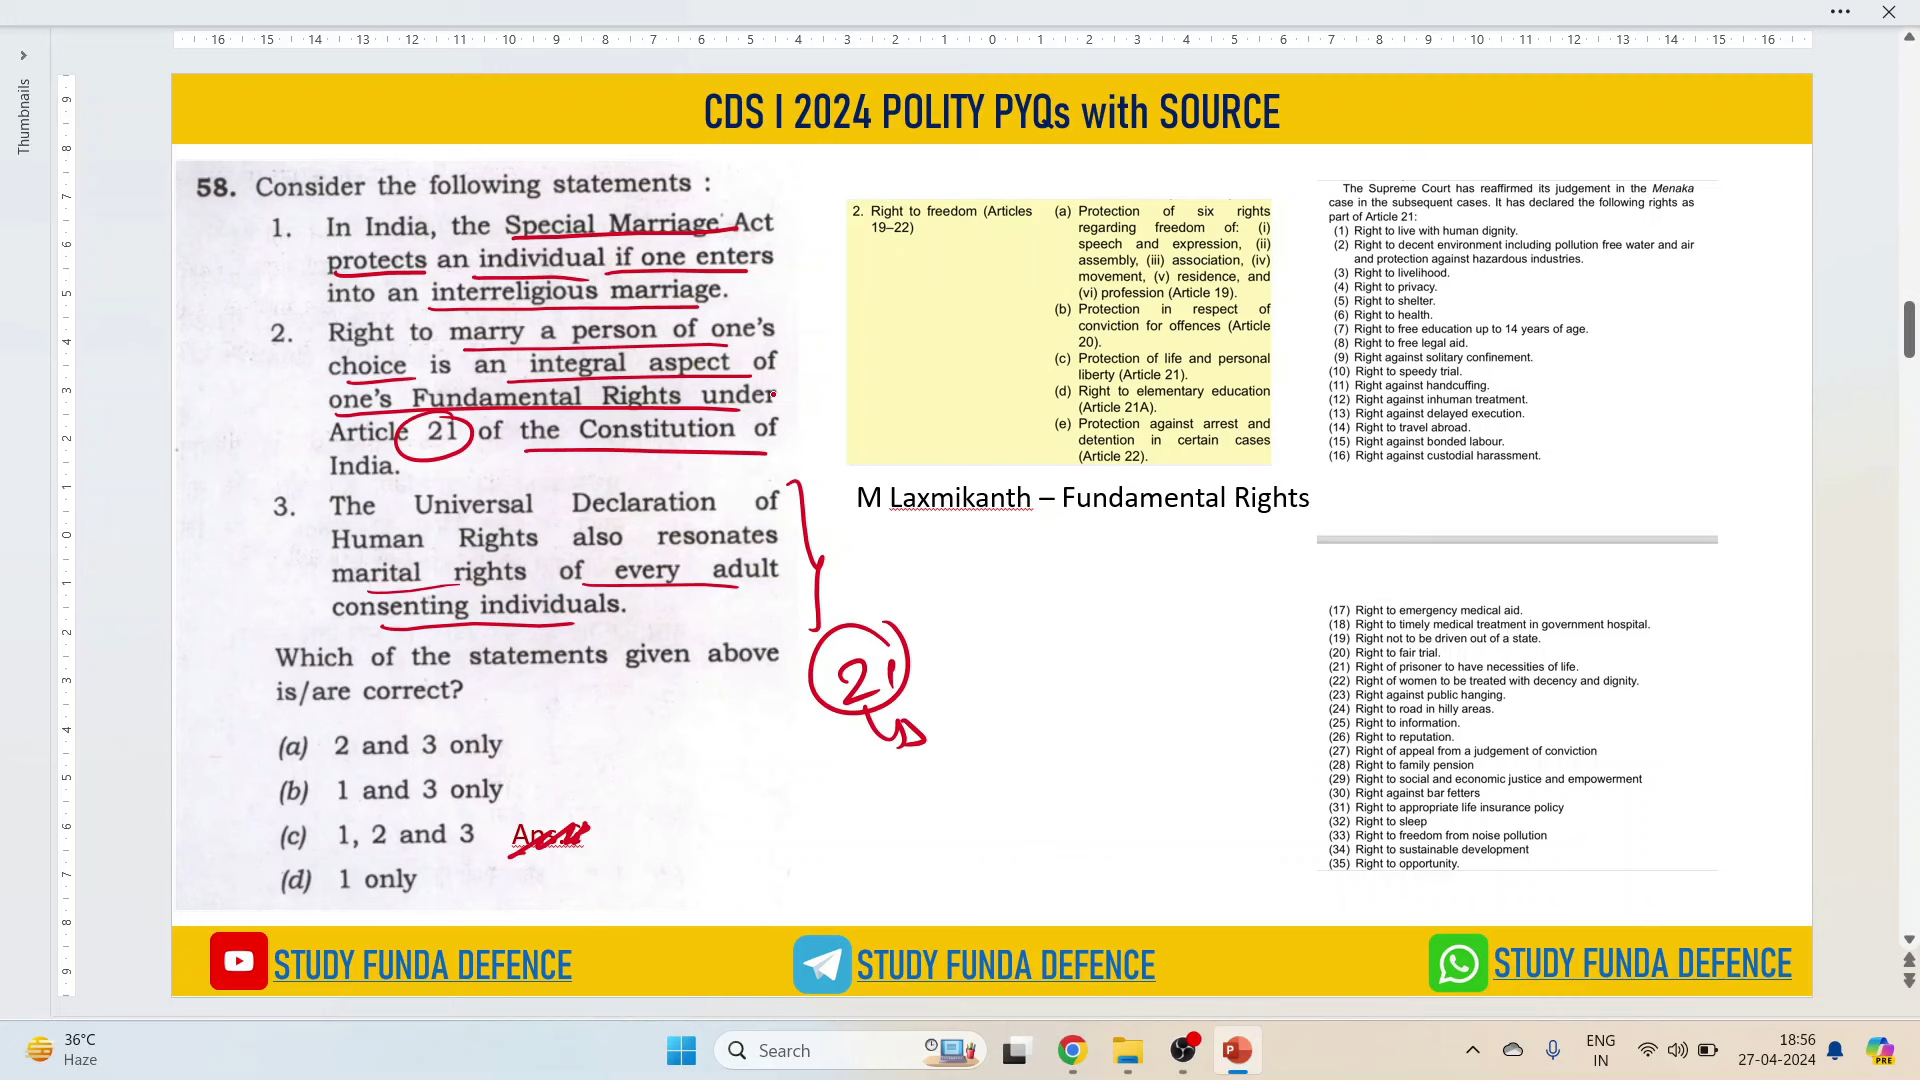 Thumbnails
CDS I 2024 POLITY PYQs with SOURCE
58. Consider the following statements :
1. In India, the Special Marriage Act
protects an individual if one enters
into an interreligious marriage.
2. Right to marry a person of one's
choice is an integral aspect of
one's Fundamental Rights under
Article 21 of the Constitution of
India.
3. The Universal Declaration of
Human Rights also resonates
marital rights of every adult
consenting individuals.
Which of the statements given above
is/are correct?
(a) 2 and 3 only
(b) 1 and 3 only
(c) 1, 2 and 3
(d) 1 only
21
2. Right to freedom (Articles
19–22)
(a) Protection of six rights
regarding freedom of: (i)
speech and expression, (ii)
assembly, (iii) association, (iv)
movement, (v) residence, and
(vi) profession (Article 19).
(b) Protection in respect of
conviction for offences (Article
20).
(c) Protection of life and personal
liberty (Article 21).
(d) Right to elementary education
(Article 21A).
(e) Protection against arrest and
detention in certain cases
(Article 22).
M Laxmikanth – Fundamental Rights
The Supreme Court has reaffirmed its judgement in the Menaka
case in the subsequent cases. It has declared the following rights as
part of Article 21:
(1) Right to live with human dignity.
(2) Right to decent environment including pollution free water and air
and protection against hazardous industries.
(3) Right to livelihood.
(4) Right to privacy.
(5) Right to shelter.
(6) Right to health.
(7) Right to free education up to 14 years of age.
(8) Right to free legal aid.
(9) Right against solitary confinement.
(10) Right to speedy trial.
(11) Right against handcuffing.
(12) Right against inhuman treatment.
(13) Right against delayed execution.
(14) Right to travel abroad.
(15) Right against bonded labour.
(16) Right against custodial harassment.
(17) Right to emergency medical aid.
(18) Right to timely medical treatment in government hospital.
(19) Right not to be driven out of a state.
(20) Right to fair trial.
(21) Right of prisoner to have necessities of life.
(22) Right of women to be treated with decency and dignity.
(23) Right against public hanging.
(24) Right to road in hilly areas.
(25) Right to information.
(26) Right to reputation.
(27) Right of appeal from a judgement of conviction
(28) Right to family pension
(29) Right to social and economic justice and empowerment
(30) Right against bar fetters
(31) Right to appropriate life insurance policy
(32) Right to sleep
(33) Right to freedom from noise pollution
(34) Right to sustainable development
(35) Right to opportunity.
STUDY FUNDA DEFENCE
STUDY FUNDA DEFENCE
STUDY FUNDA DEFENCE
36°C
Haze
Search
ENG
IN
18:56
27-04-2024
PRE